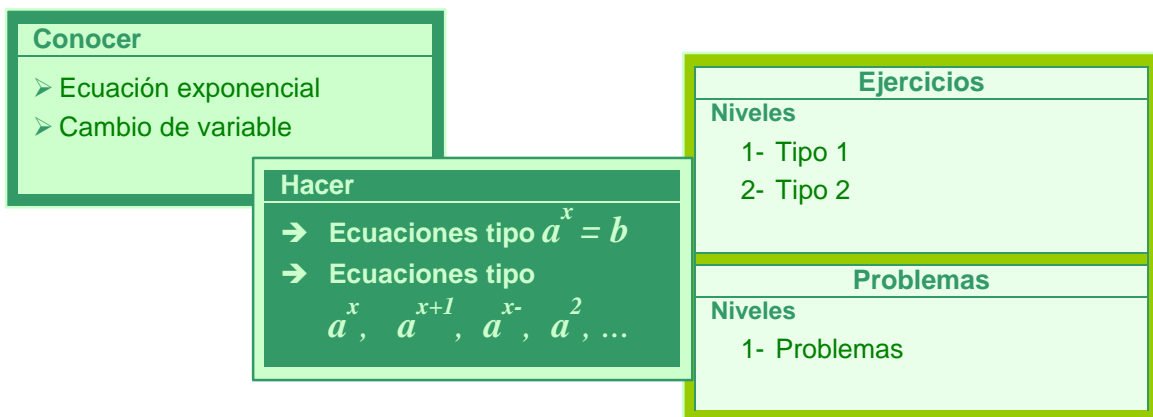 Conocer
➢ Ecuación exponencial
➢ Cambio de variable
Hacer
➔ Ecuaciones tipo a^x = b
➔ Ecuaciones tipo
a^x, a^{x+1}, a^{x-}, a^2, ...
Ejercicios
Niveles
1- Tipo 1
2- Tipo 2
Problemas
Niveles
1- Problemas